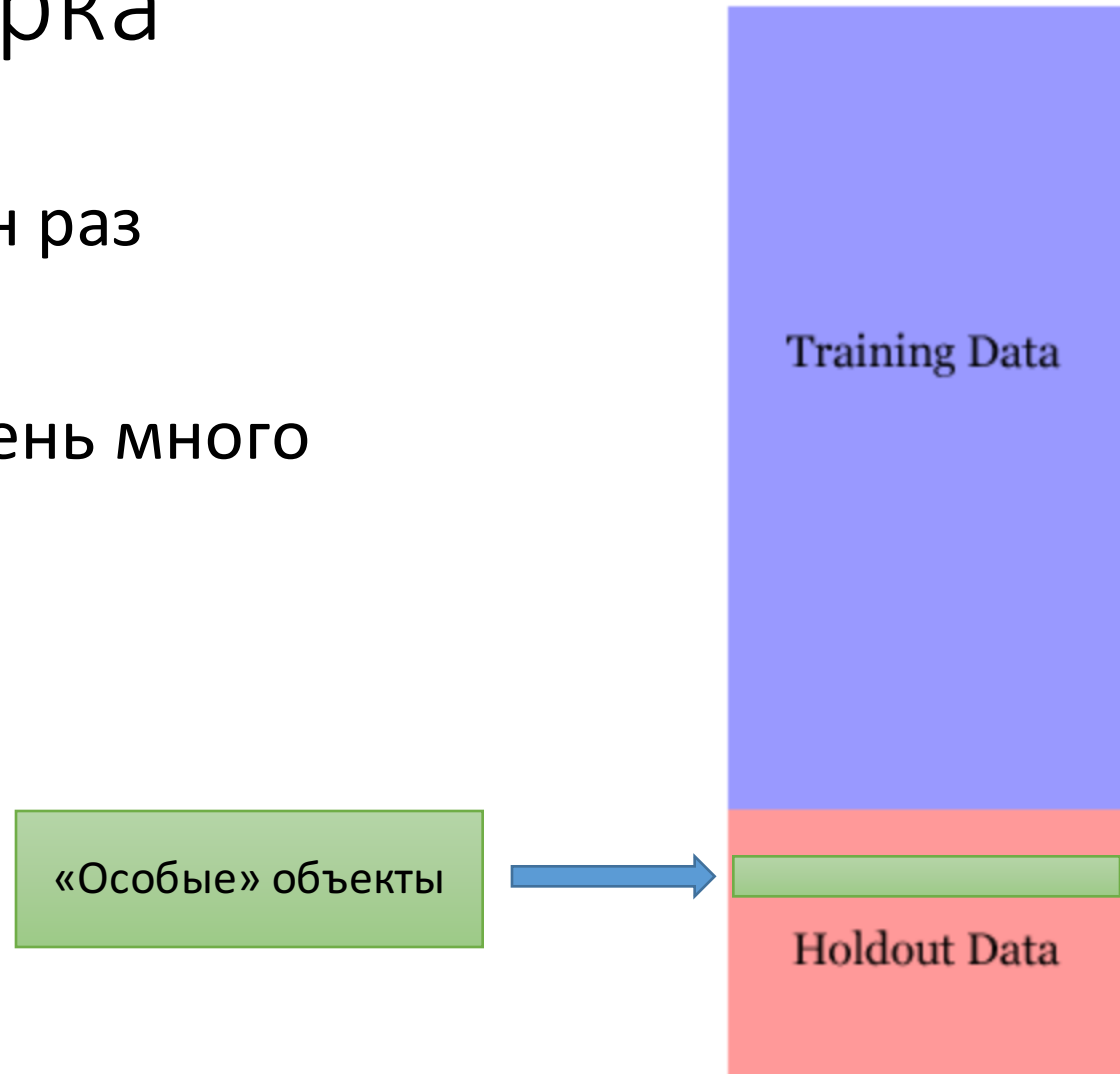 рка
н раз
ень много
Training Data
«Особые» объекты
Holdout Data